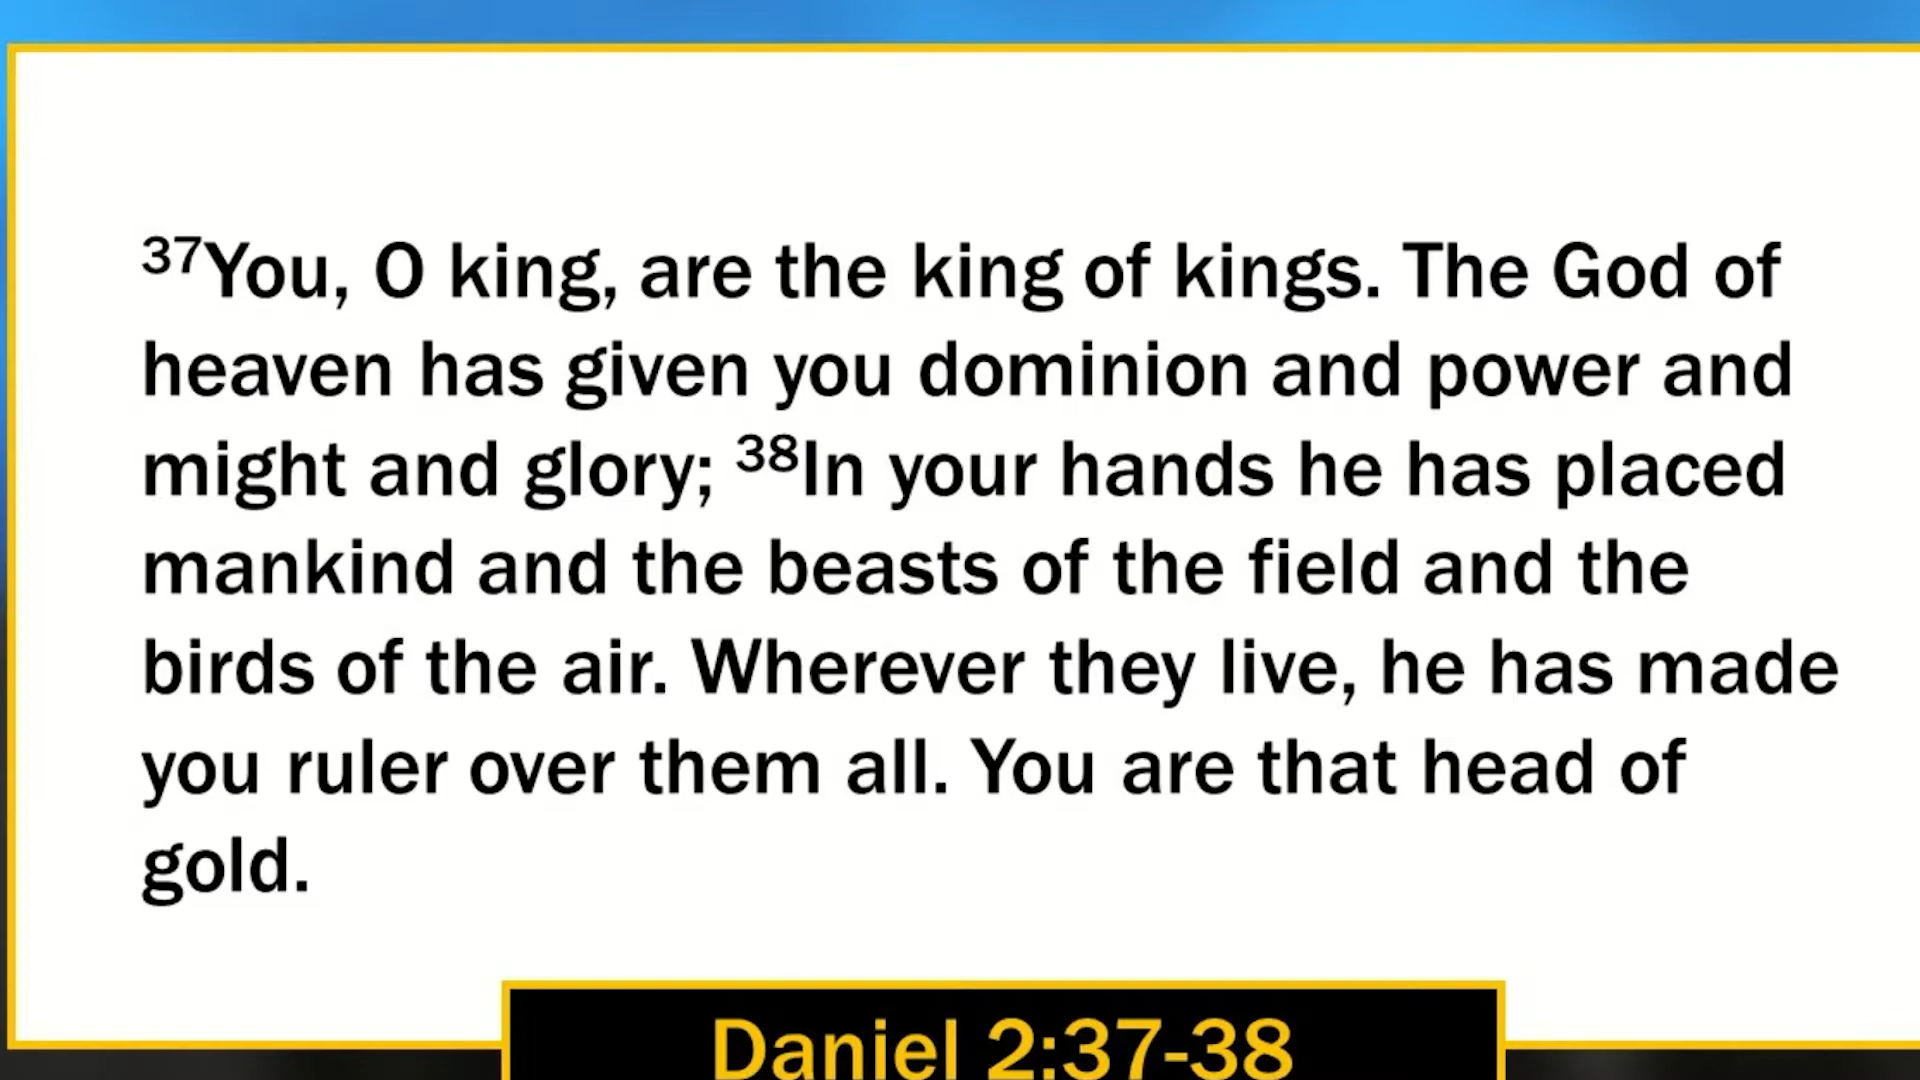 37You, O king, are the king of kings. The God of
heaven has given you dominion and power and
might and glory; 38In your hands he has placed
mankind and the beasts of the field and the
birds of the air. Wherever they live, he has made
you ruler over them all. You are that head of
gold.
Daniel 2:37-38